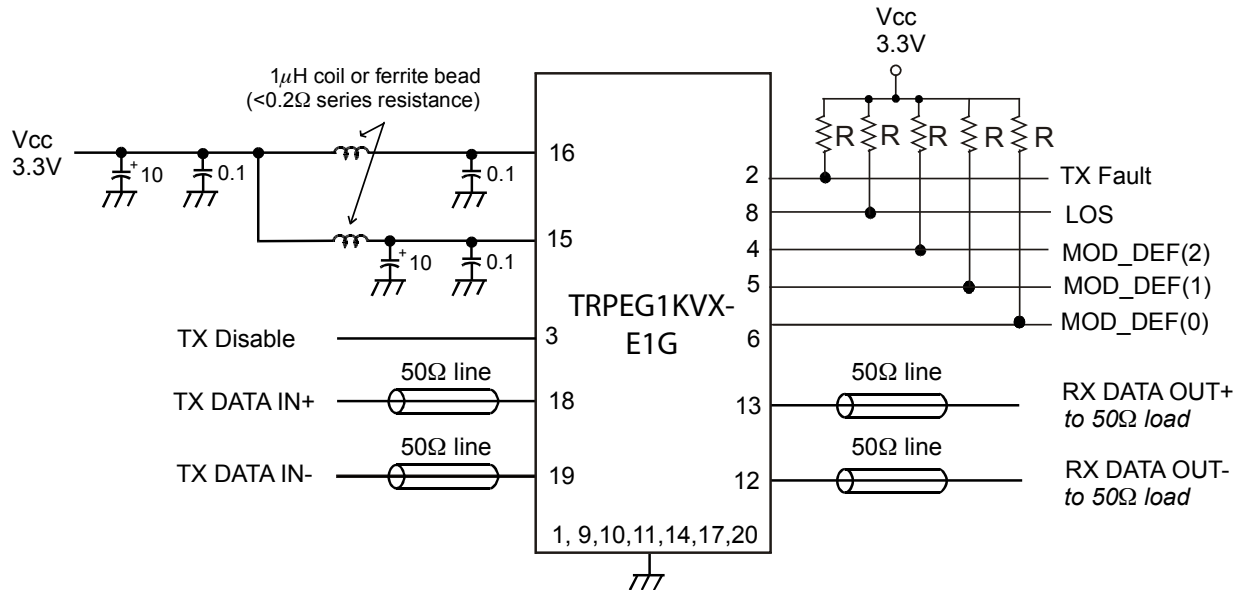 Vcc
3.3V
1μH coil or ferrite bead
(<0.2Ω series resistance)
Vcc
3.3V
+
10
0.1
0.1
16
+
10
0.1
15
R
R
R
R
R
2
TX Fault
8
LOS
4
MOD_DEF(2)
5
MOD_DEF(1)
6
MOD_DEF(0)
TRPEG1KVX-
E1G
TX Disable
3
50Ω line
TX DATA IN+
18
50Ω line
TX DATA IN-
19
50Ω line
13
RX DATA OUT+
to 50Ω load
50Ω line
12
RX DATA OUT-
to 50Ω load
1, 9,10,11,14,17,20